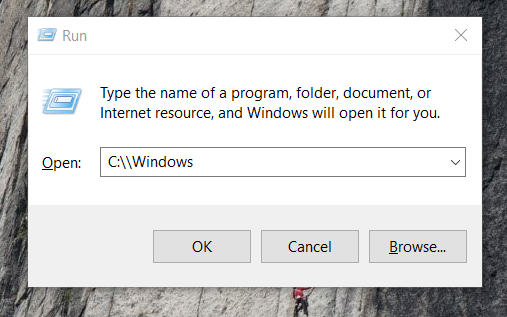 Run
Type the name of a program, folder, document, or
Internet resource, and Windows will open it for you.
Open: C:\\Windows
OK Cancel Browse...